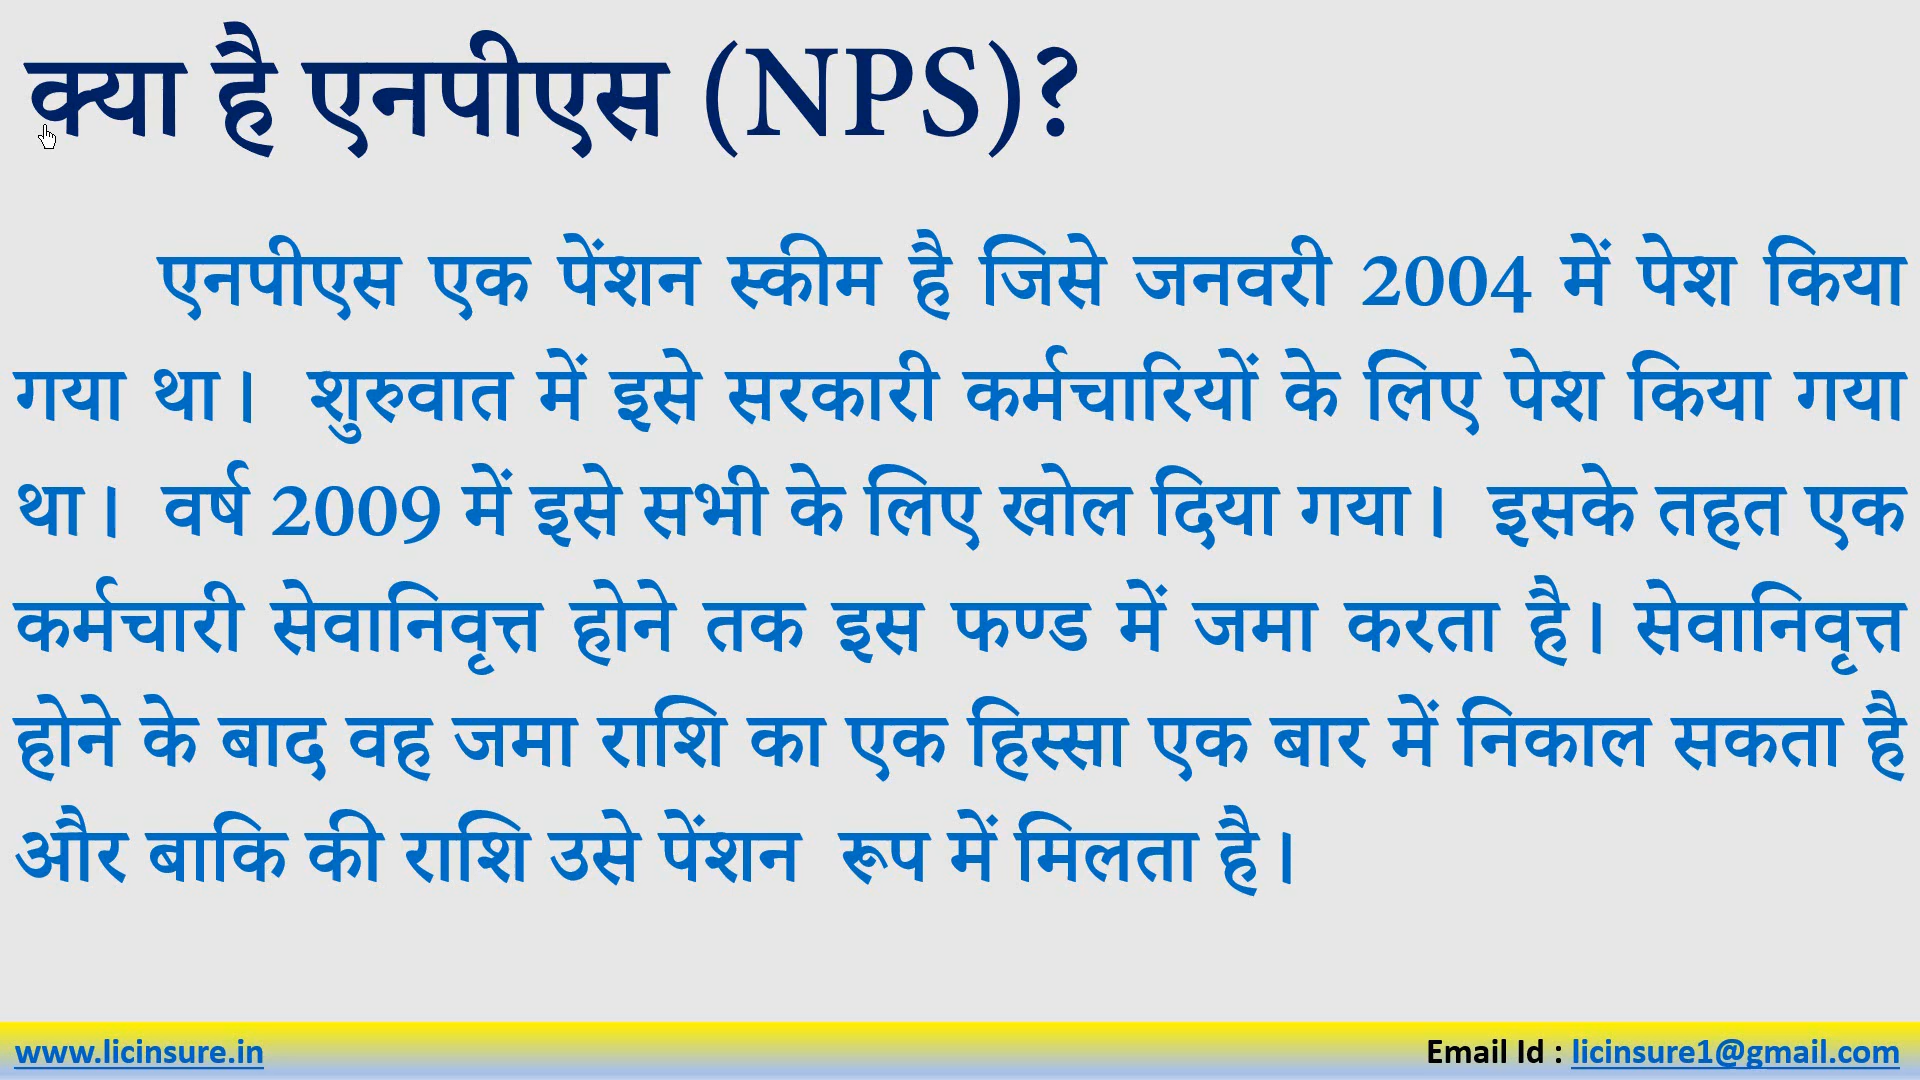 क्या है एनपीएस (NPS)?
एनपीएस एक पेंशन स्कीम है जिसे जनवरी 2004 में पेश किया
गया था। शुरुवात में इसे सरकारी कर्मचारियों के लिए पेश किया गया
था। वर्ष 2009 में इसे सभी के लिए खोल दिया गया। इसके तहत एक
कर्मचारी सेवानिवृत्त होने तक इस फण्ड में जमा करता है। सेवानिवृत्त
होने के बाद वह जमा राशि का एक हिस्सा एक बार में निकाल सकता है
और बाकि की राशि उसे पेंशन रूप में मिलता है।
www.licinsure.in
Email Id : licinsure1@gmail.com